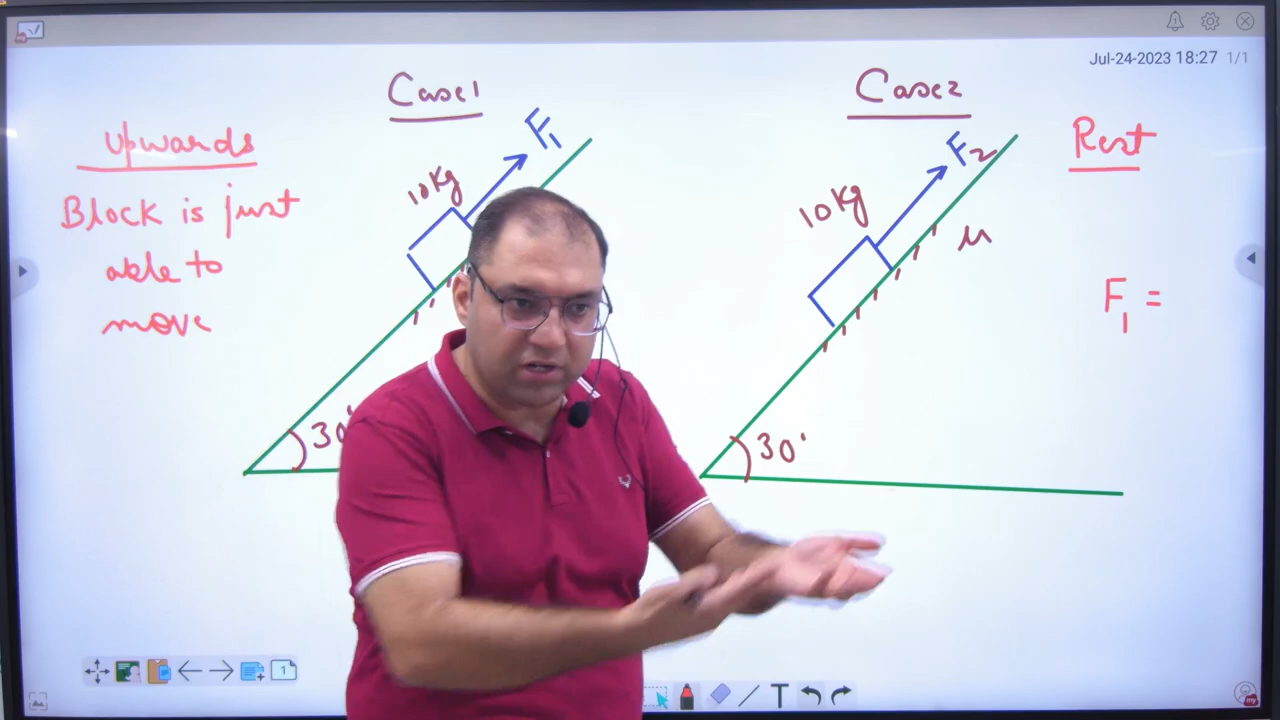 Jul-24-2023 18:27 1/1
Case1
Case2
upwards
Block is just
able to
move
10kg
F1
30
10kg
F2
μ
30°
Rest
F1 =
1
T